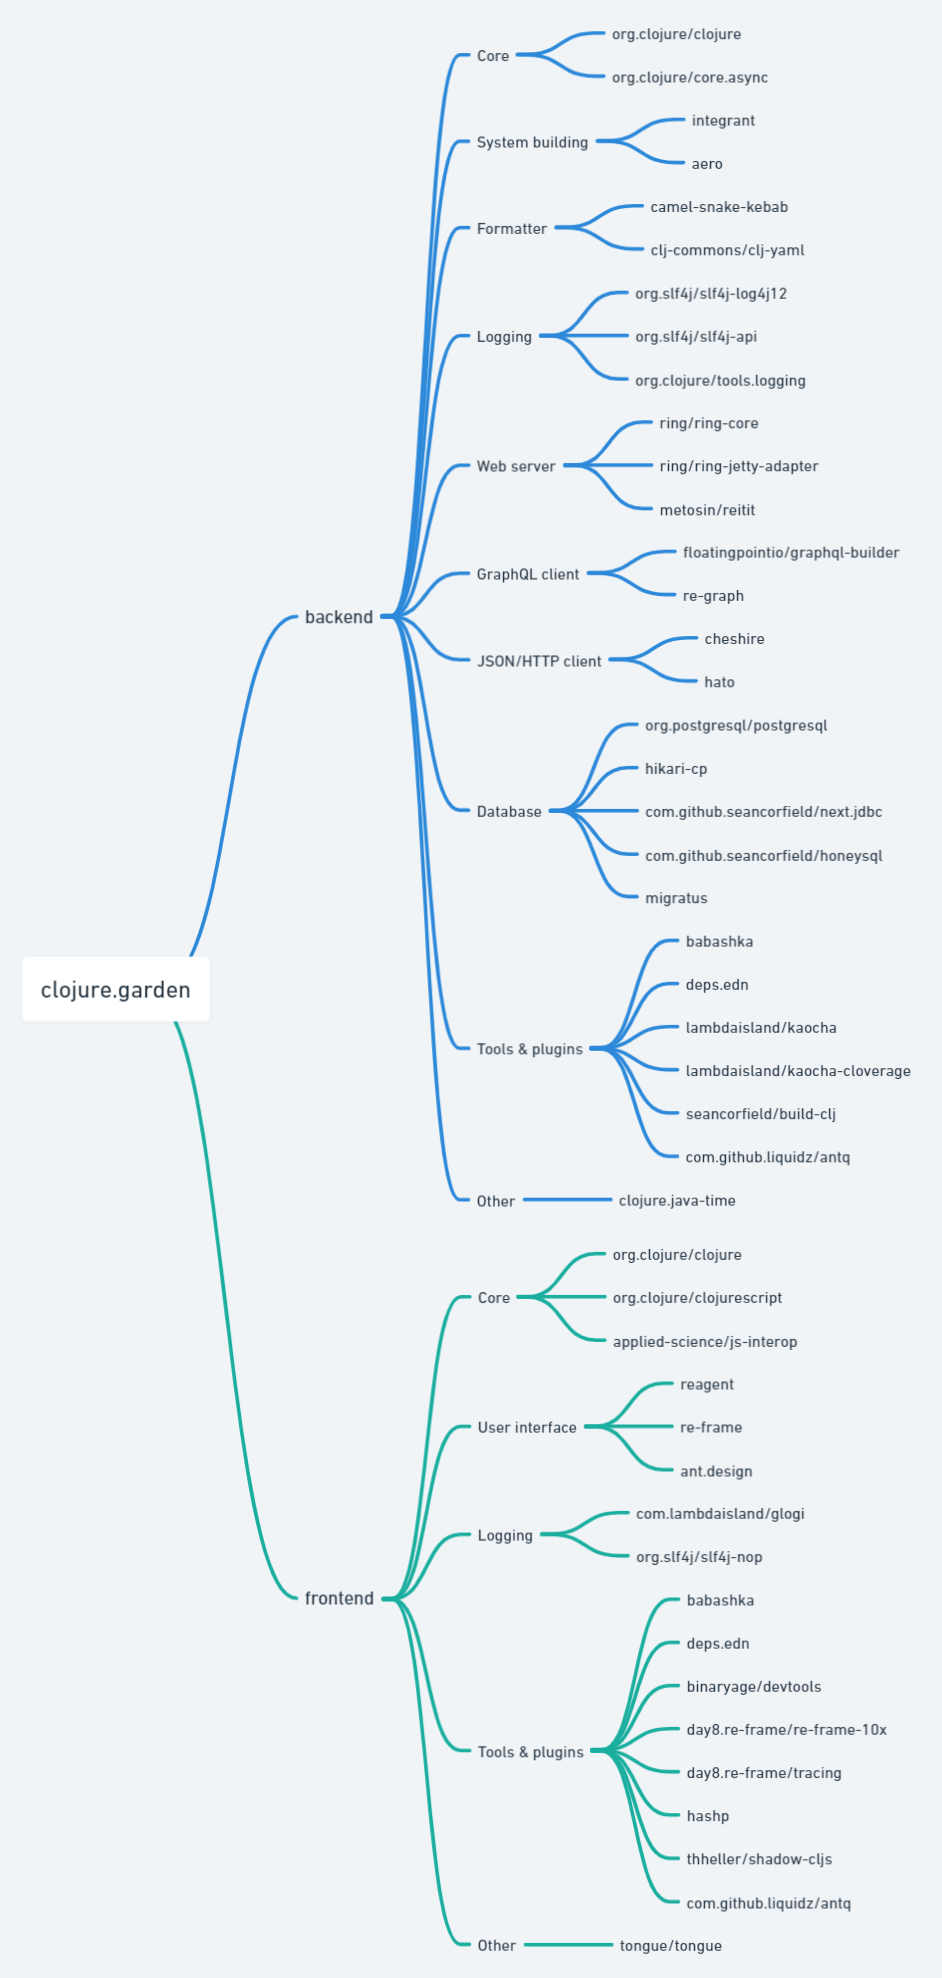 clojure.garden
backend
Core
org.clojure/clojure
org.clojure/core.async
System building
integrant
aero
Formatter
camel-snake-kebab
clj-commons/clj-yaml
Logging
org.slf4j/slf4j-log4j12
org.slf4j/slf4j-api
org.clojure/tools.logging
Web server
ring/ring-core
ring/ring-jetty-adapter
metosin/reitit
GraphQL client
floatingpointio/graphql-builder
re-graph
JSON/HTTP client
cheshire
hato
Database
org.postgresql/postgresql
hikari-cp
com.github.seancorfield/next.jdbc
com.github.seancorfield/honeysql
migratus
Tools & plugins
babashka
deps.edn
lambdaisland/kaocha
lambdaisland/kaocha-cloverage
seancorfield/build-clj
com.github.liquidz/antq
Other
clojure.java-time
frontend
Core
org.clojure/clojure
org.clojure/clojurescript
applied-science/js-interop
User interface
reagent
re-frame
ant.design
Logging
com.lambdaisland/glogi
org.slf4j/slf4j-nop
Tools & plugins
babashka
deps.edn
binaryage/devtools
day8.re-frame/re-frame-10x
day8.re-frame/tracing
hashp
thheller/shadow-cljs
com.github.liquidz/antq
Other
tongue/tongue